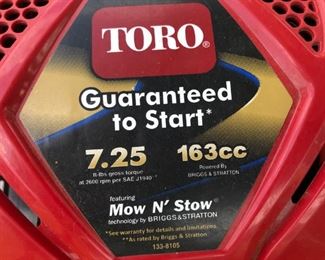 TORO®
Guaranteed
to Start*
7.25 163cc
ft-lbs gross torque Powered By
at 2600 rpm per SAE J1940** BRIGGS & STRATTON
featuring
Mow N' Stow®
technology by BRIGGS&STRATTON
*See warranty for details and limitations.
**As rated by Briggs & Stratton
133-8105